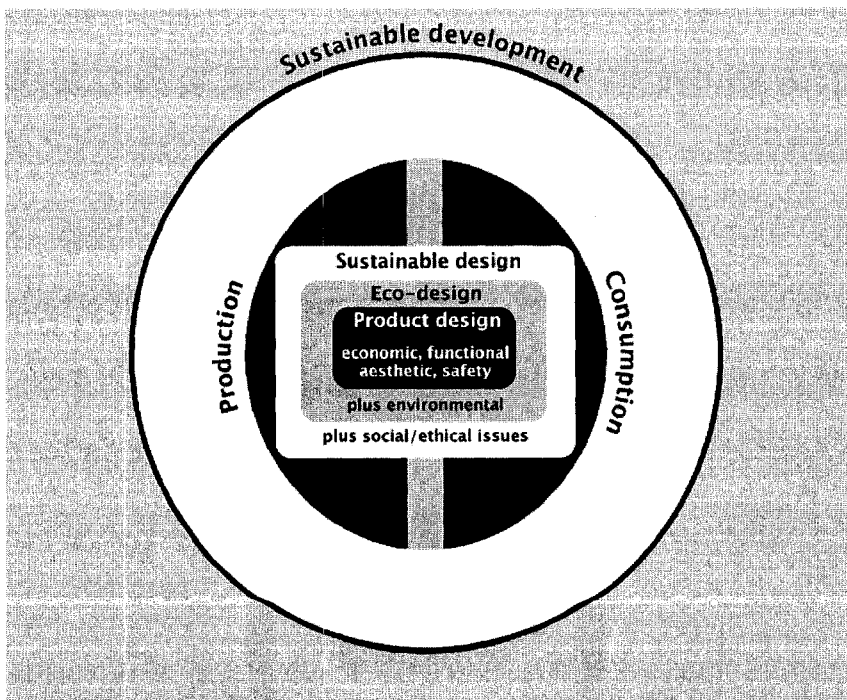 Sustainable development
Production
Consumption
Sustainable design
Eco-design
Product design
economic, functional
aesthetic, safety
plus environmental
plus social/ethical issues